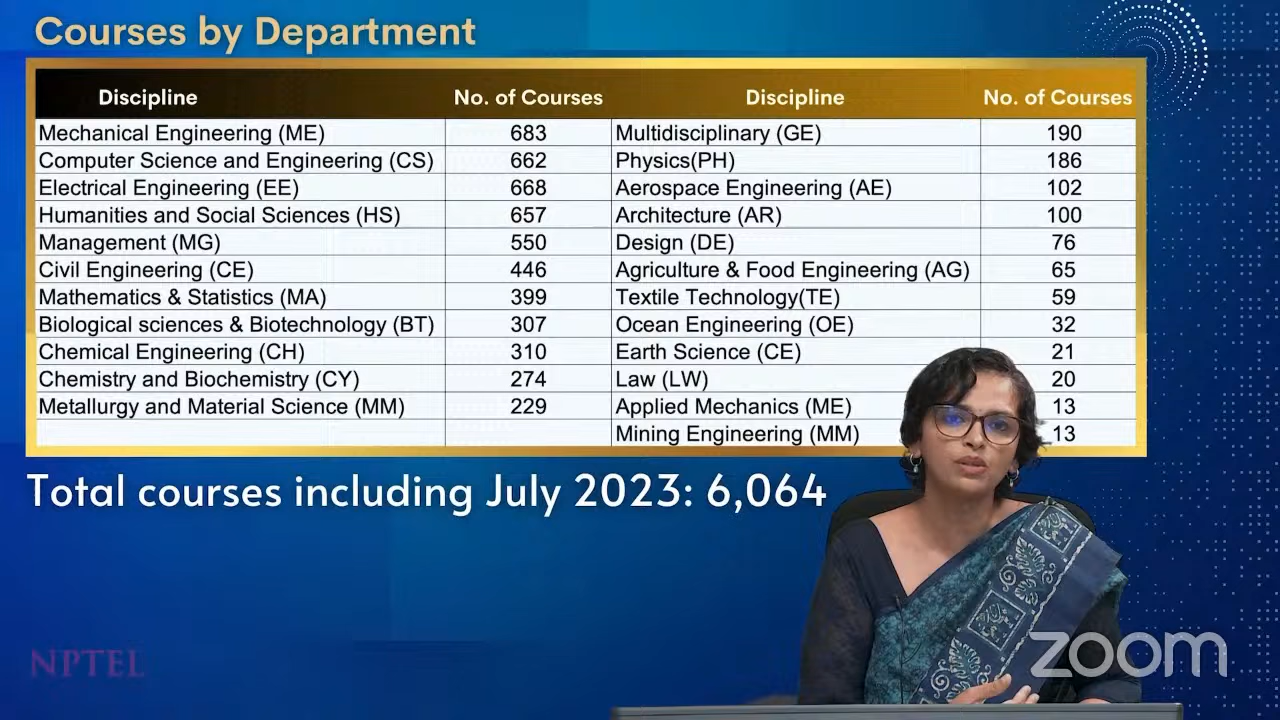 Courses by Department
Discipline No. of Courses Discipline No. of Courses
Mechanical Engineering (ME) 683 Multidisciplinary (GE) 190
Computer Science and Engineering (CS) 662 Physics(PH) 186
Electrical Engineering (EE) 668 Aerospace Engineering (AE) 102
Humanities and Social Sciences (HS) 657 Architecture (AR) 100
Management (MG) 550 Design (DE) 76
Civil Engineering (CE) 446 Agriculture & Food Engineering (AG) 65
Mathematics & Statistics (MA) 399 Textile Technology(TE) 59
Biological sciences & Biotechnology (BT) 307 Ocean Engineering (OE) 32
Chemical Engineering (CH) 310 Earth Science (CE) 21
Chemistry and Biochemistry (CY) 274 Law (LW) 20
Metallurgy and Material Science (MM) 229 Applied Mechanics (ME) 13
Mining Engineering (MM) 13
Total courses including July 2023: 6,064
NPTEL
zoom